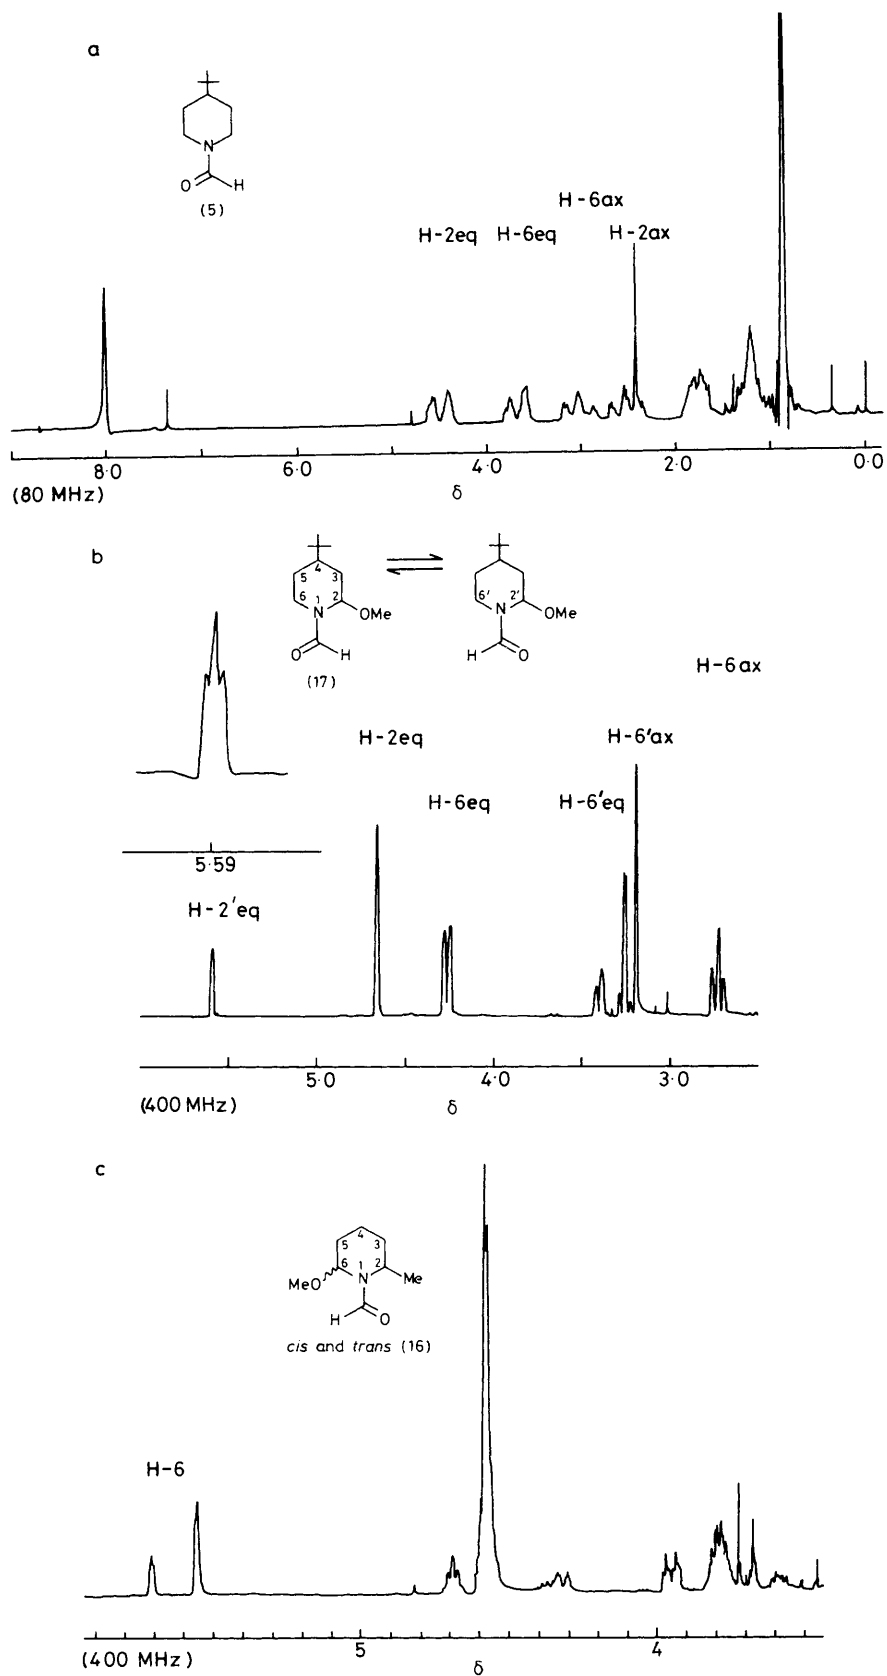 a
N
O
H
(5)
H-6ax
H-2eq
H-6eq
H-2ax
8·0
6·0
4·0
2·0
0·0
(80 MHz)
δ
b
5
4
3
6
1
2
N
OMe
O
H
(17)
6′
2′
N
OMe
H
O
H-6ax
H-2eq
H-6′ax
H-6eq
H-6′eq
5·59
H-2′eq
5·0
4·0
3·0
(400 MHz)
δ
c
4
5
3
6
1
2
MeO
N
Me
H
O
cis and trans (16)
H-6
5
4
(400 MHz)
δ